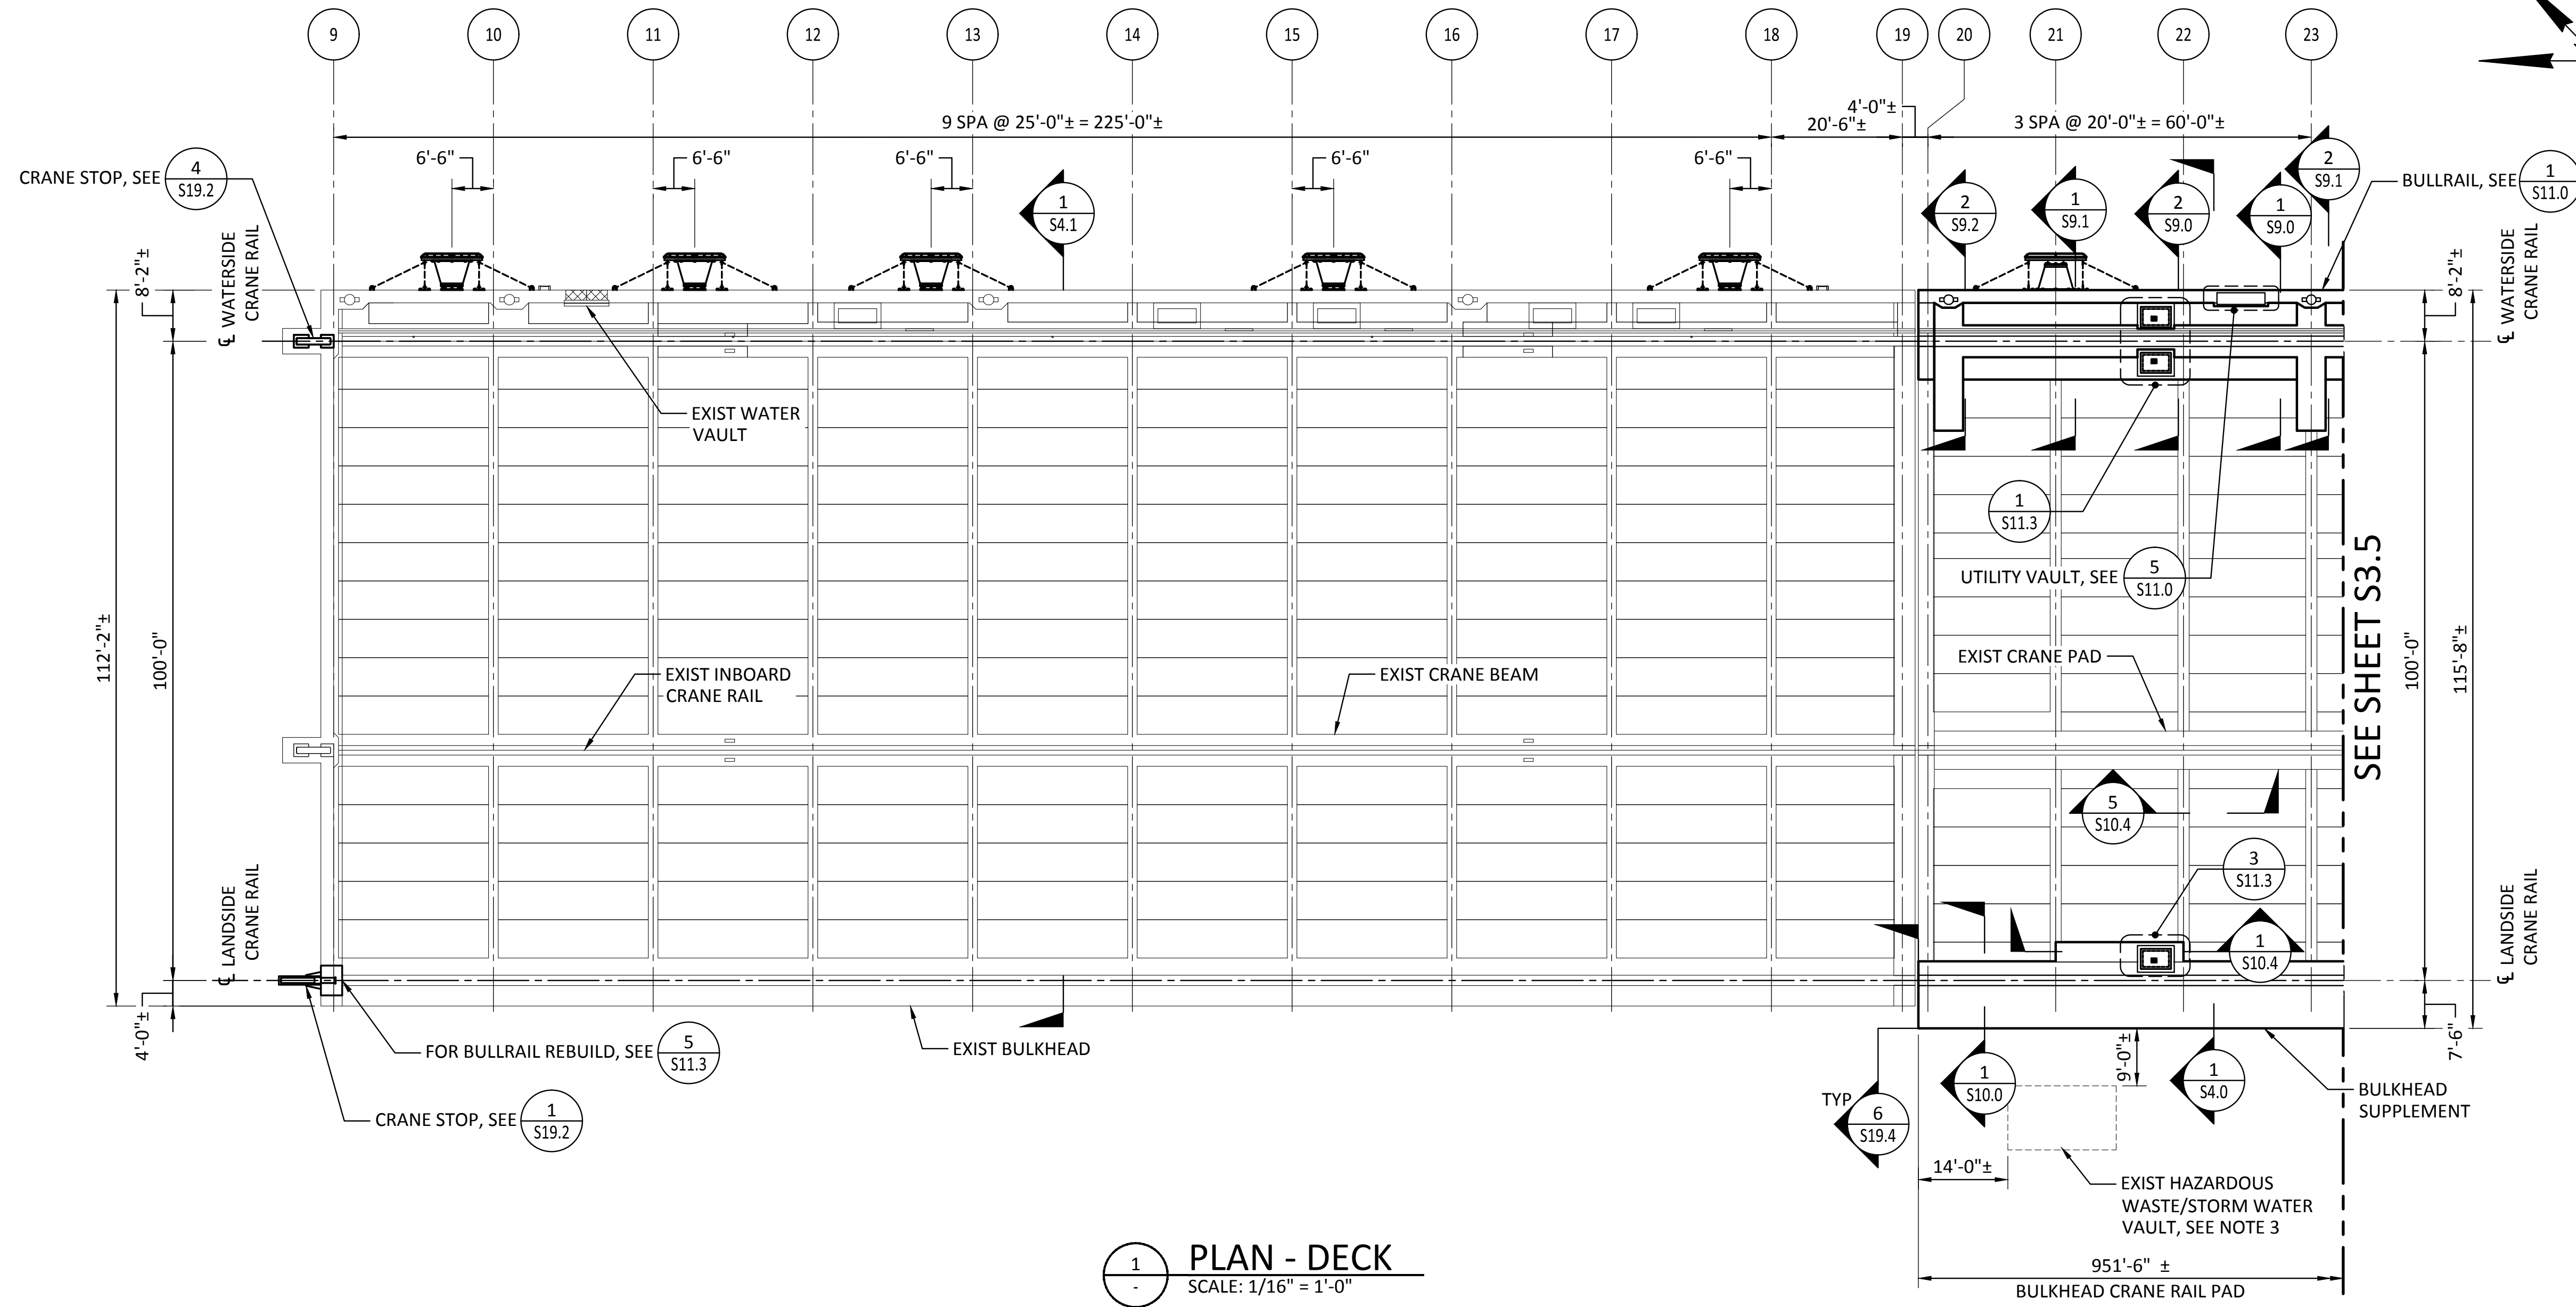 9
10
11
12
13
14
15
16
17
18
19
20
21
22
23
9 SPA @ 25'-0"± = 225'-0"±
20'-6"±
4'-0"±
3 SPA @ 20'-0"± = 60'-0"±
6'-6"
6'-6"
6'-6"
6'-6"
6'-6"
CRANE STOP, SEE
4
S19.2
1
S4.1
2
S9.2
1
S9.1
2
S9.0
1
S9.0
2
S9.1
BULLRAIL, SEE
1
S11.0
8'-2"±
℄ WATERSIDE
CRANE RAIL
8'-2"±
℄ WATERSIDE
CRANE RAIL
EXIST WATER
VAULT
1
S11.3
UTILITY VAULT, SEE
5
S11.0
SEE SHEET S3.5
112'-2"±
100'-0"
EXIST INBOARD
CRANE RAIL
EXIST CRANE BEAM
EXIST CRANE PAD
100'-0"
115'-8"±
5
S10.4
3
S11.3
1
S10.4
℄ LANDSIDE
CRANE RAIL
℄ LANDSIDE
CRANE RAIL
4'-0"±
7'-6"
FOR BULLRAIL REBUILD, SEE
5
S11.3
EXIST BULKHEAD
CRANE STOP, SEE
1
S19.2
TYP
6
S19.4
1
S10.0
9'-0"±
1
S4.0
BULKHEAD
SUPPLEMENT
14'-0"±
EXIST HAZARDOUS
WASTE/STORM WATER
VAULT, SEE NOTE 3
951'-6" ±
BULKHEAD CRANE RAIL PAD
1
-
PLAN - DECK
SCALE: 1/16" = 1'-0"